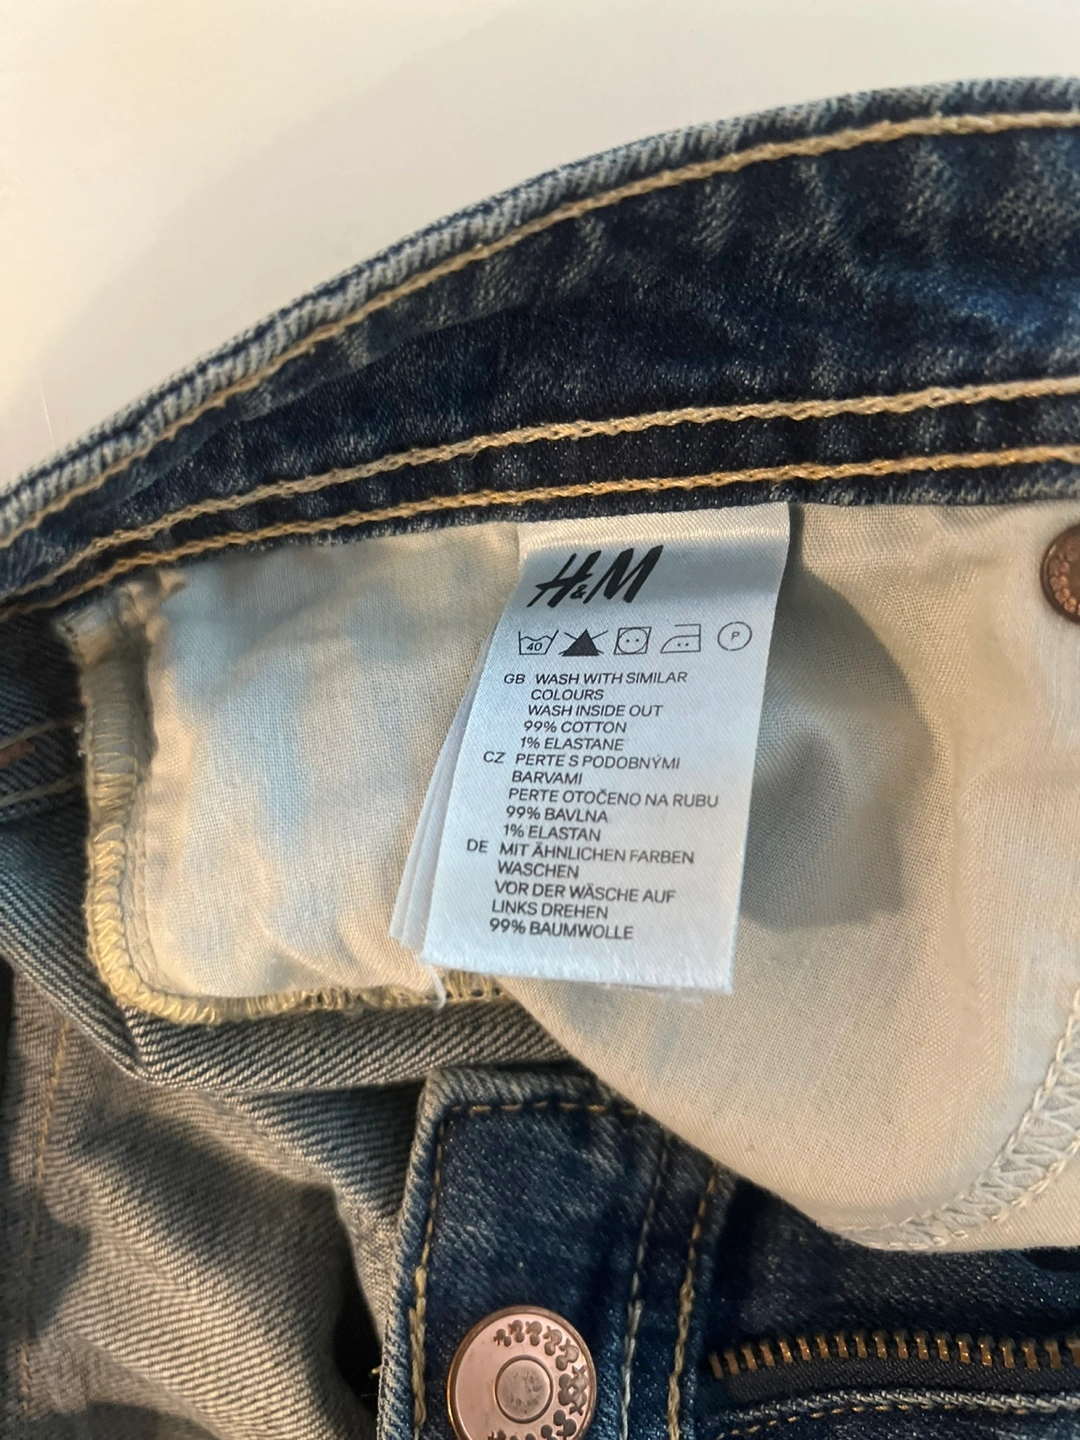 H&M
40 P
GB WASH WITH SIMILAR
COLOURS
WASH INSIDE OUT
99% COTTON
1% ELASTANE
CZ PERTE S PODOBNÝMI
BARVAMI
PERTE OTOČENO NA RUBU
99% BAVLNA
1% ELASTAN
DE MIT ÄHNLICHEN FARBEN
WASCHEN
VOR DER WÄSCHE AUF
LINKS DREHEN
99% BAUMWOLLE